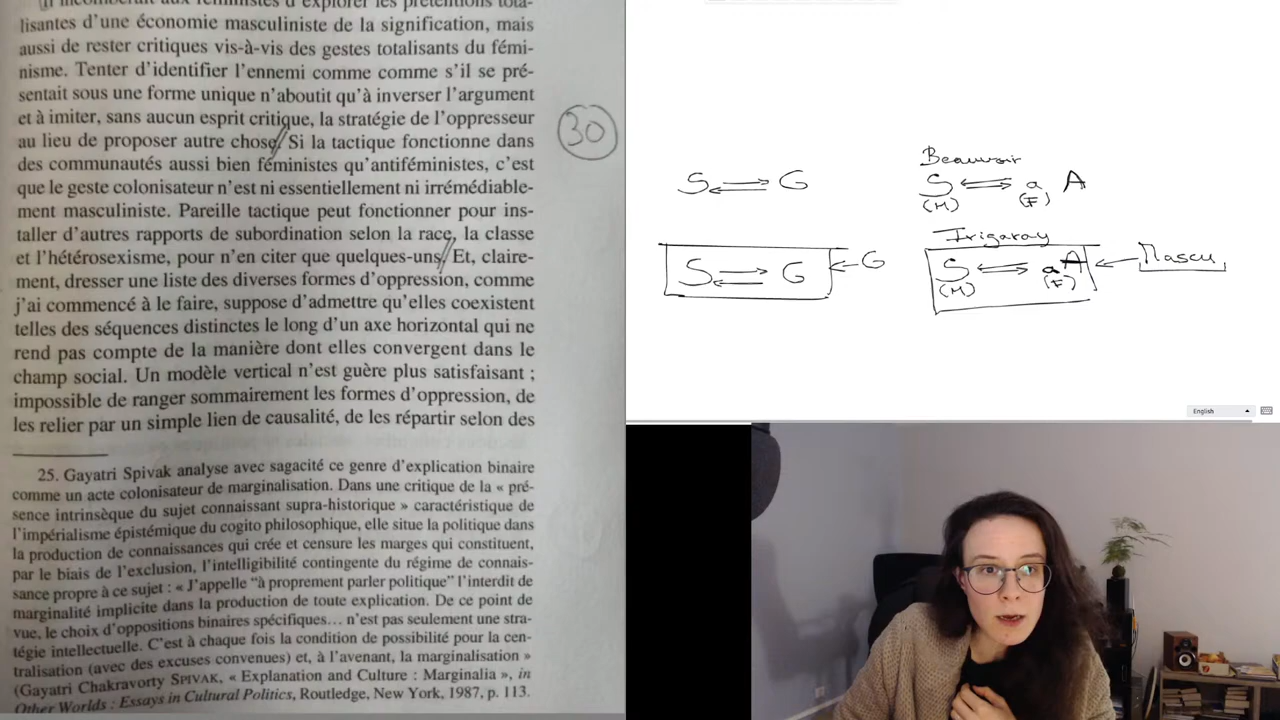 Il incomberait aux féministes d'explorer les prétentions tota-
lisantes d'une économie masculiniste de la signification, mais
aussi de rester critiques vis-à-vis des gestes totalisants du fémi-
nisme. Tenter d'identifier l'ennemi comme comme s'il se pré-
sentait sous une forme unique n'aboutit qu'à inverser l'argument
et à imiter, sans aucun esprit critique, la stratégie de l'oppresseur
au lieu de proposer autre chose. Si la tactique fonctionne dans
des communautés aussi bien féministes qu'antiféministes, c'est
que le geste colonisateur n'est ni essentiellement ni irrémédiable-
ment masculiniste. Pareille tactique peut fonctionner pour ins-
taller d'autres rapports de subordination selon la race, la classe
et l'hétérosexisme, pour n'en citer que quelques-uns. Et, claire-
ment, dresser une liste des diverses formes d'oppression, comme
j'ai commencé à le faire, suppose d'admettre qu'elles coexistent
telles des séquences distinctes le long d'un axe horizontal qui ne
rend pas compte de la manière dont elles convergent dans le
champ social. Un modèle vertical n'est guère plus satisfaisant ;
impossible de ranger sommairement les formes d'oppression, de
les relier par un simple lien de causalité, de les répartir selon des
25. Gayatri Spivak analyse avec sagacité ce genre d'explication binaire
comme un acte colonisateur de marginalisation. Dans une critique de la « pré-
sence intrinsèque du sujet connaissant supra-historique » caractéristique de
l'impérialisme épistémique du cogito philosophique, elle situe la politique dans
la production de connaissances qui crée et censure les marges qui constituent,
par le biais de l'exclusion, l'intelligibilité contingente du régime de connais-
sance propre à ce sujet : « J'appelle "à proprement parler politique" l'interdit de
marginalité implicite dans la production de toute explication. De ce point de
vue, le choix d'oppositions binaires spécifiques... n'est pas seulement une stra-
tégie intellectuelle. C'est à chaque fois la condition de possibilité pour la cen-
tralisation (avec des excuses convenues) et, à l'avenant, la marginalisation »
(Gayatri Chakravorty SPIVAK, « Explanation and Culture : Marginalia », in
Other Worlds : Essays in Cultural Politics, Routledge, New York, 1987, p. 113.
30
S G
S G G
Beauvoir
S a A
(M) (F)
Irigaray
S a A Mascu
(M) (F)
English